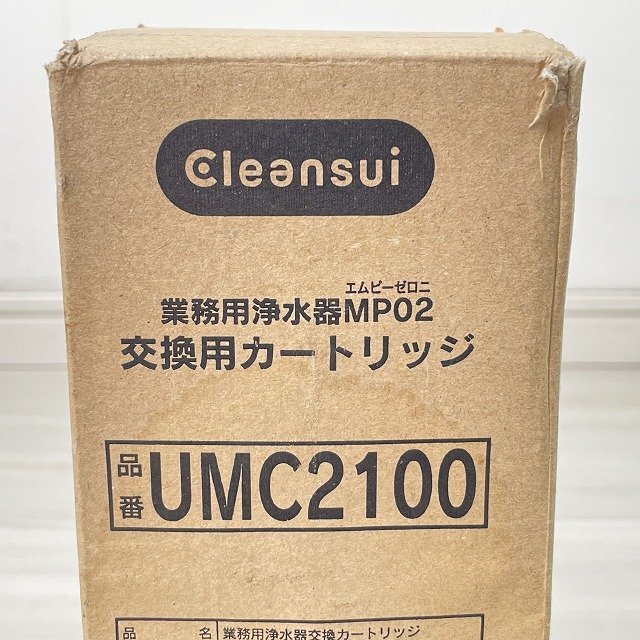 Cleansui
エムピーゼロニ
業務用浄水器MP02
交換用カートリッジ
品番 UMC2100
品 名 業務用浄水器交換カートリッジ